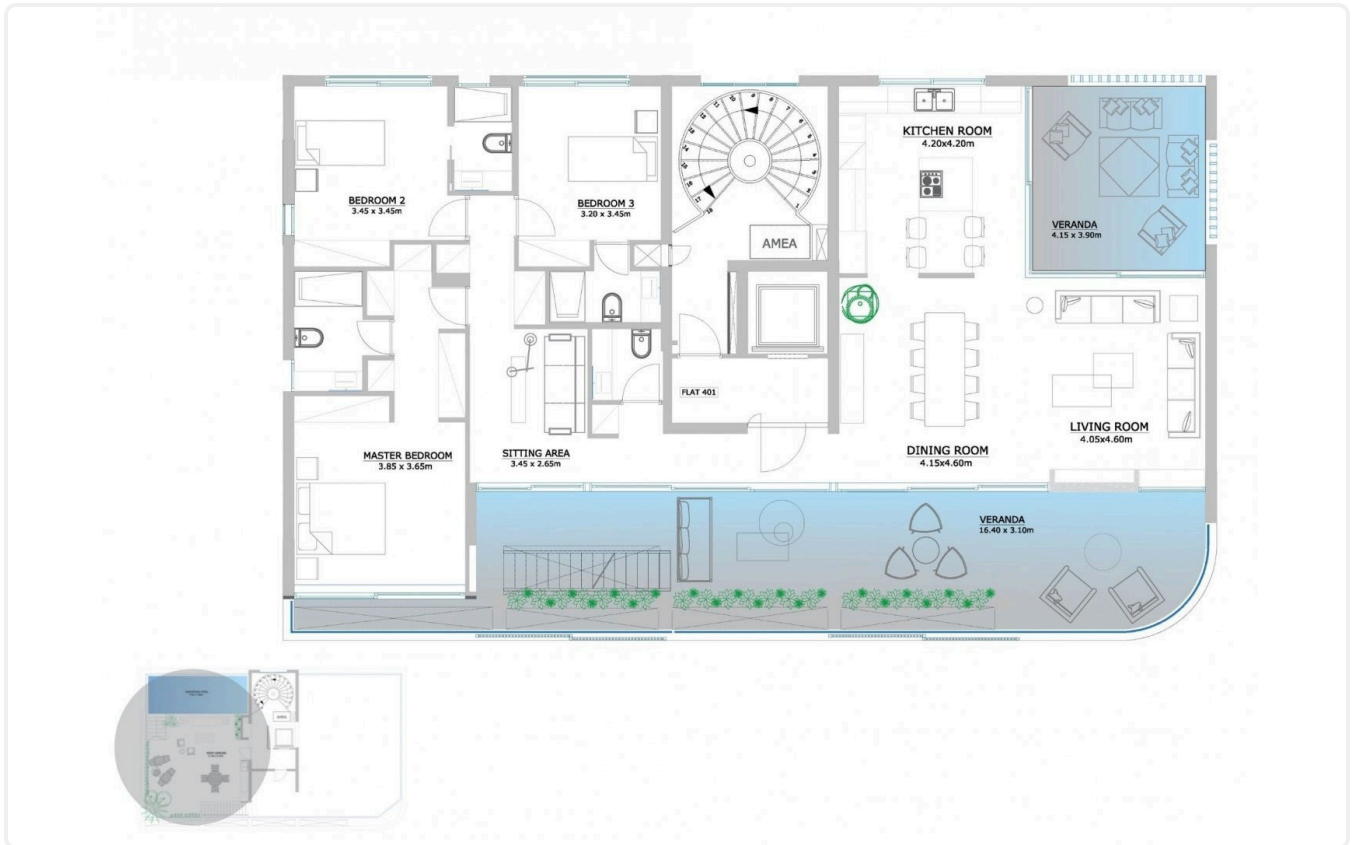 KITCHEN ROOM
4.20x4.20m
BEDROOM 2
3.45 x 3.45m
BEDROOM 3
3.20 x 3.45m
VERANDA
4.15 x 3.90m
AMEA
FLAT 401
MASTER BEDROOM
3.85 x 3.65m
SITTING AREA
3.45 x 2.65m
DINING ROOM
4.15x4.60m
LIVING ROOM
4.05x4.60m
VERANDA
16.40 x 3.10m
AMEA